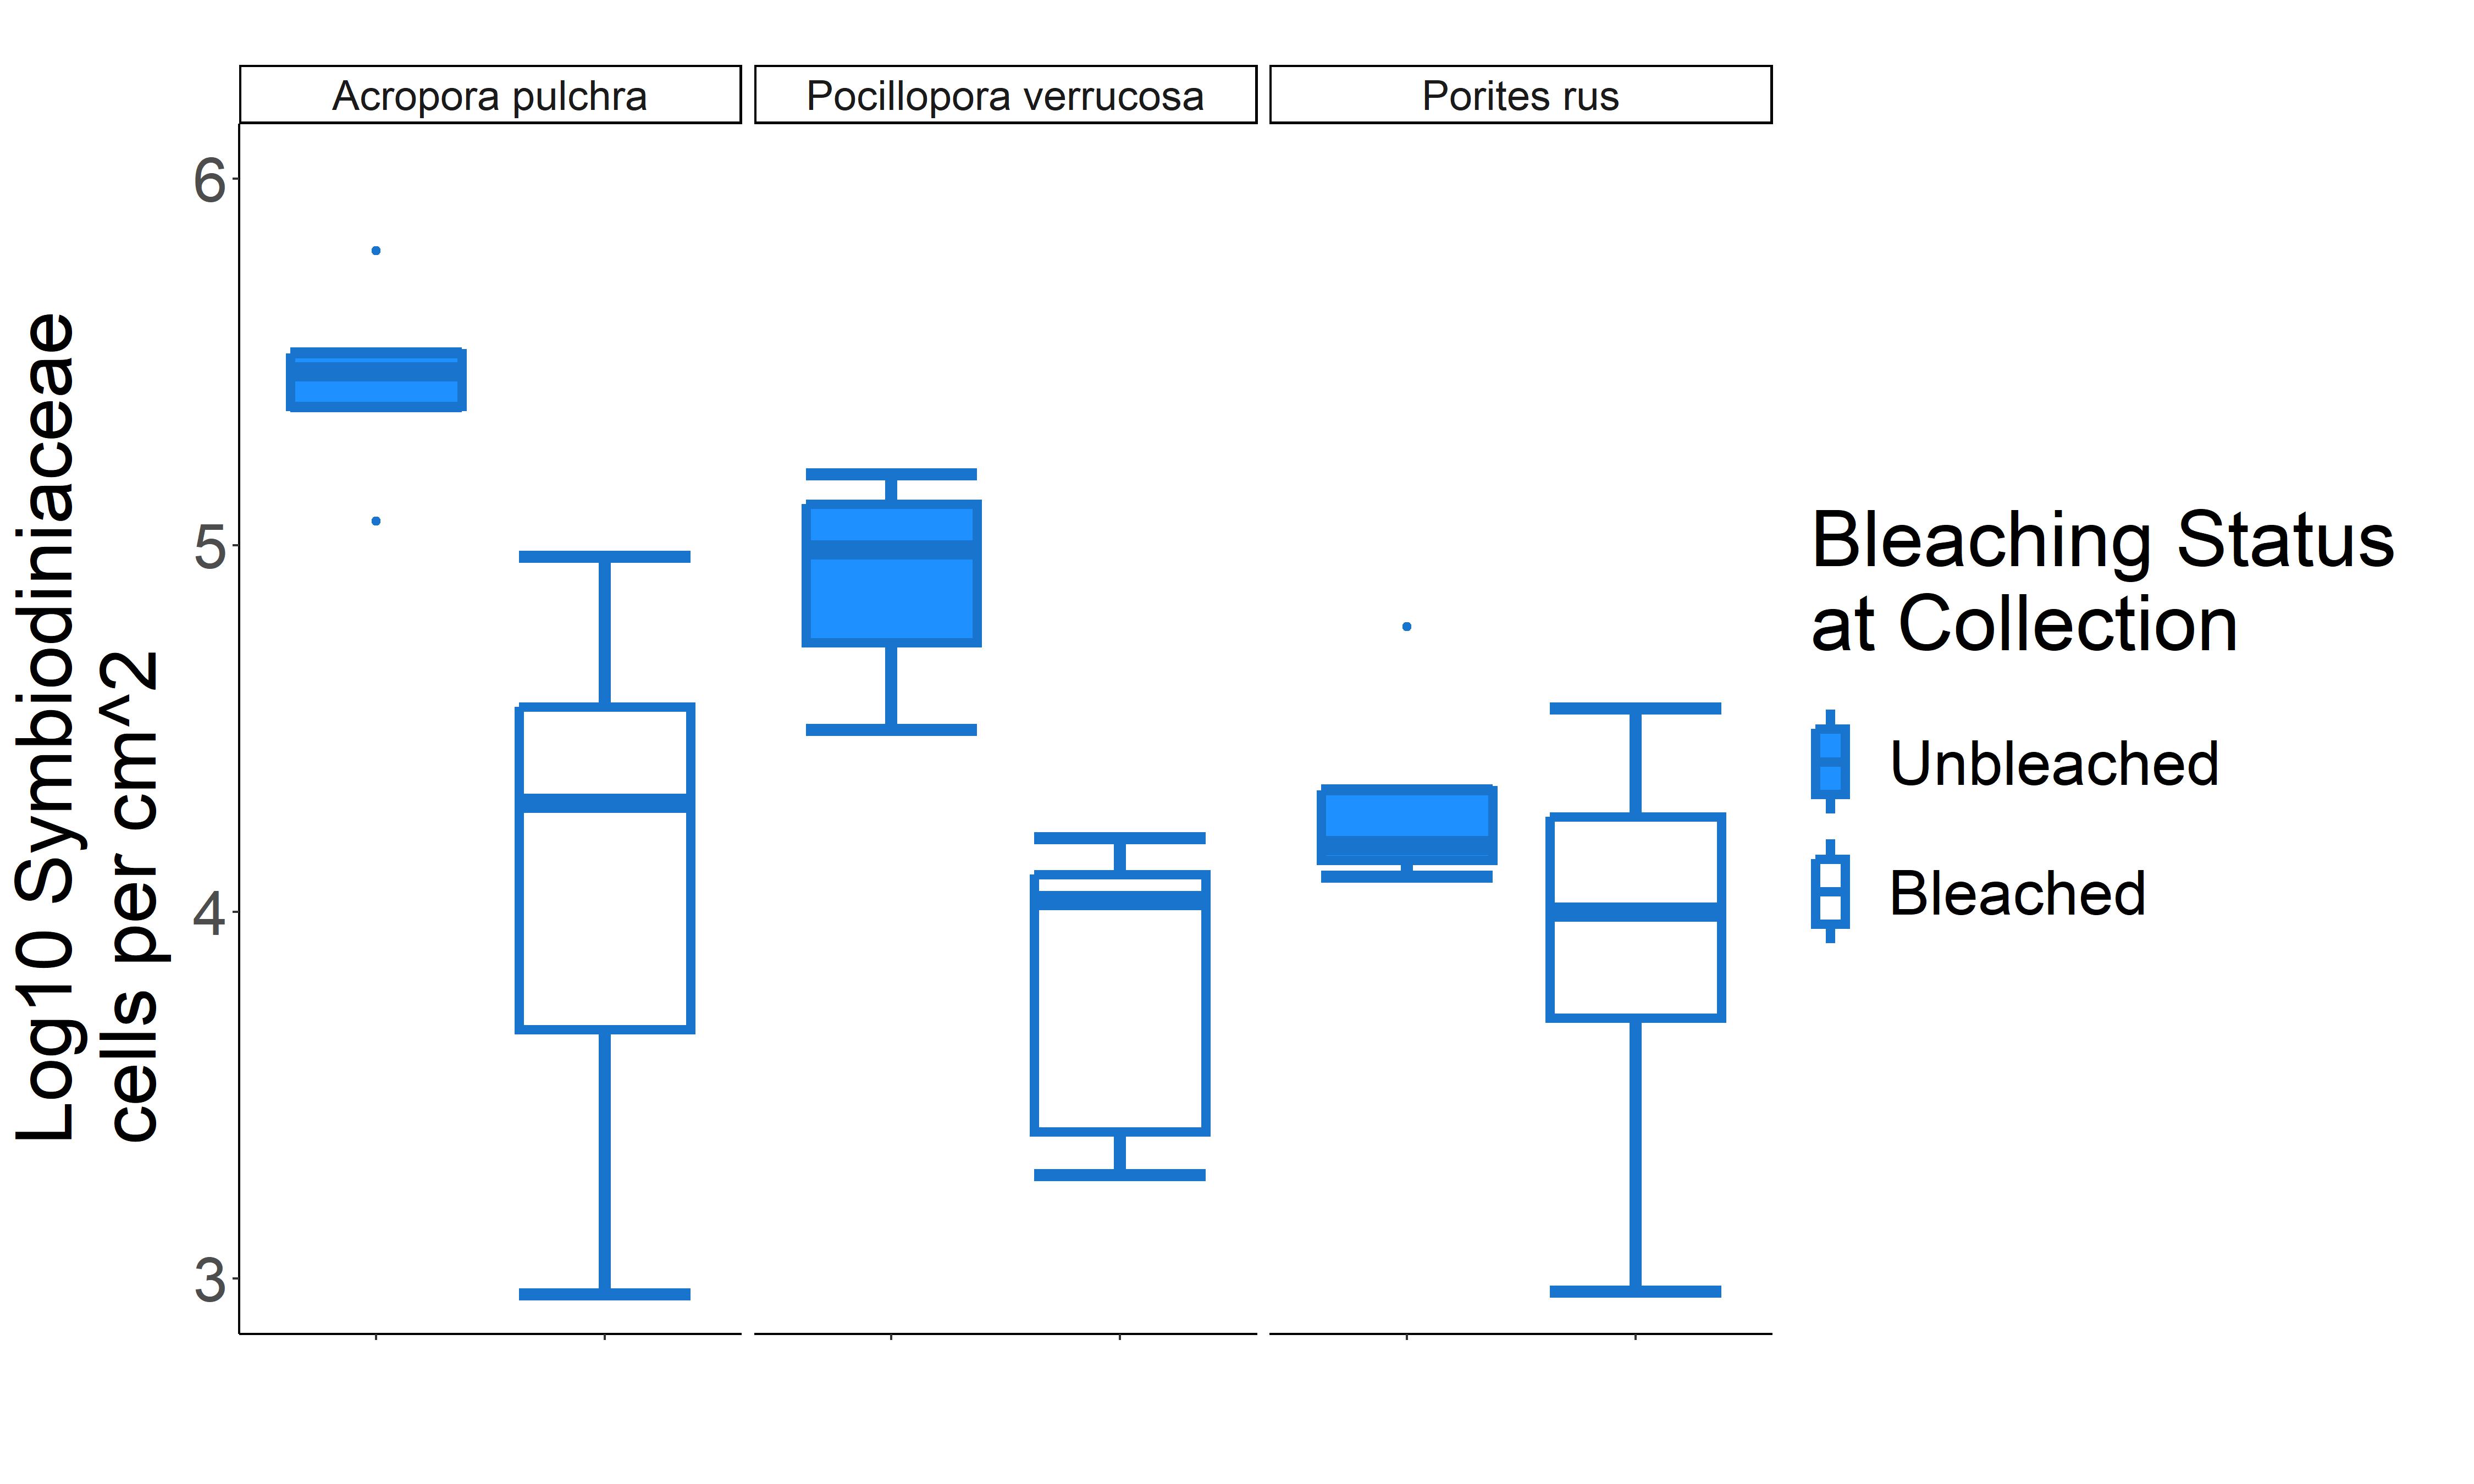 Acropora pulchra
Pocillopora verrucosa
Porites rus
6
5
4
3
Log10 Symbiodiniaceae
cells per cm^2
Bleaching Status
at Collection
Unbleached
Bleached